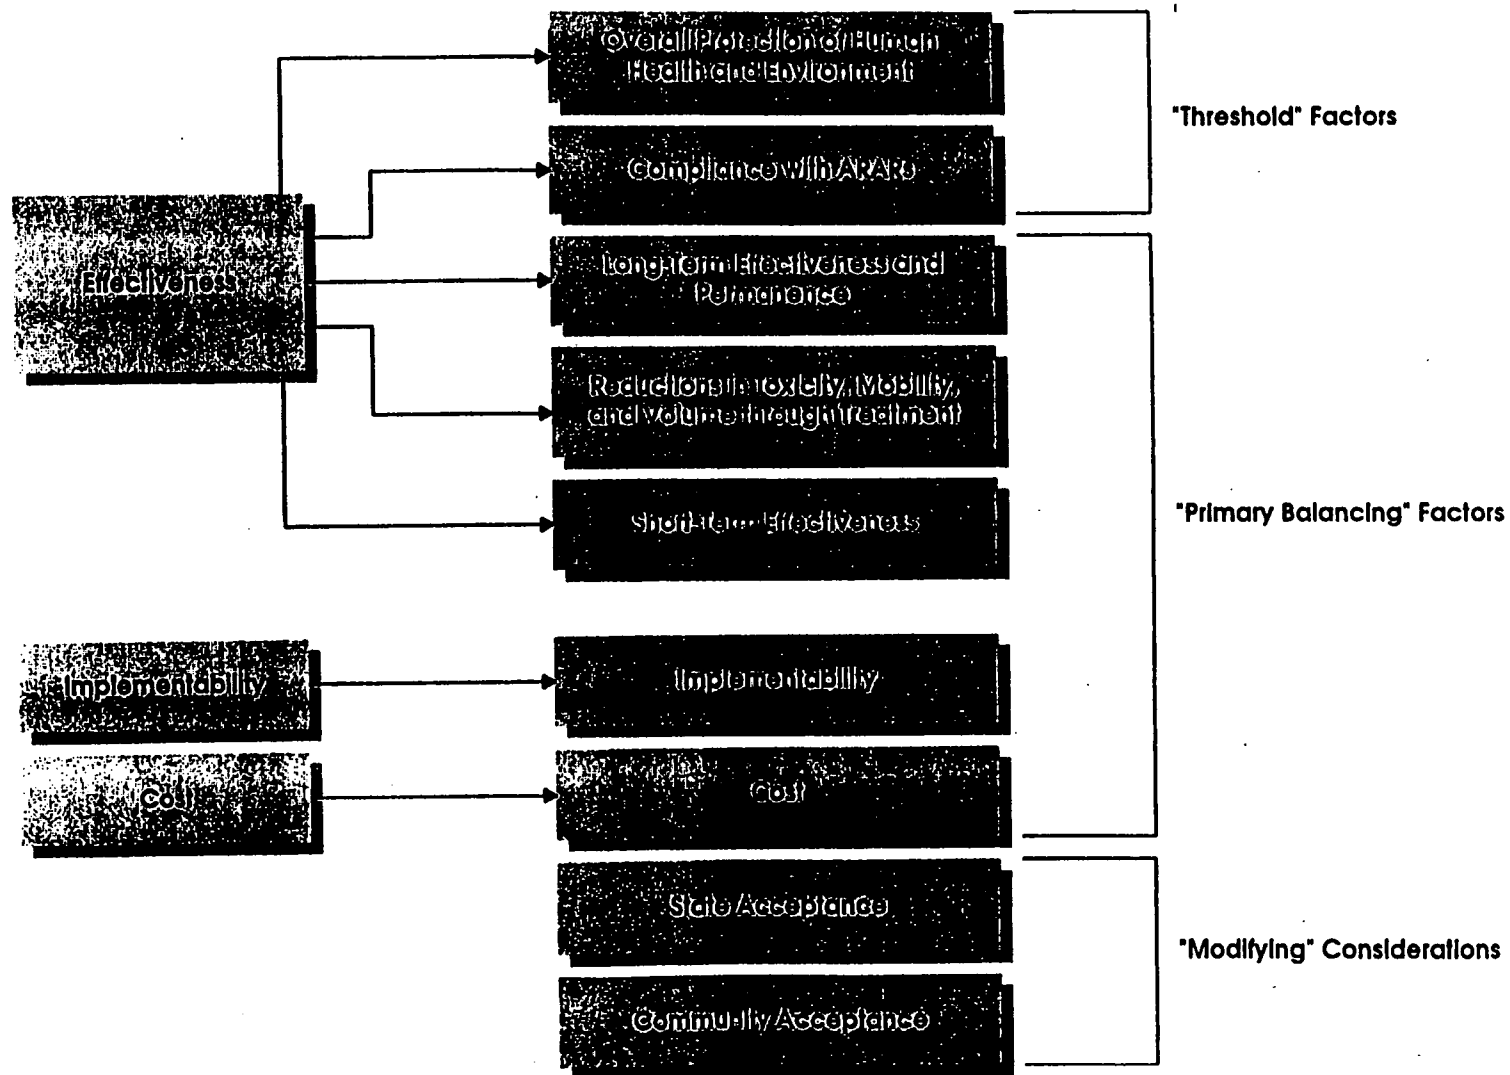 Overall Protection of Human
Health and Environment
Compliance with ARARs
"Threshold" Factors
Effectiveness
Long-Term Effectiveness and
Permanence
Reductions in Toxicity, Mobility,
and Volume through Treatment
Short-Term Effectiveness
"Primary Balancing" Factors
Implementability
Implementability
Cost
Cost
State Acceptance
Community Acceptance
"Modifying" Considerations